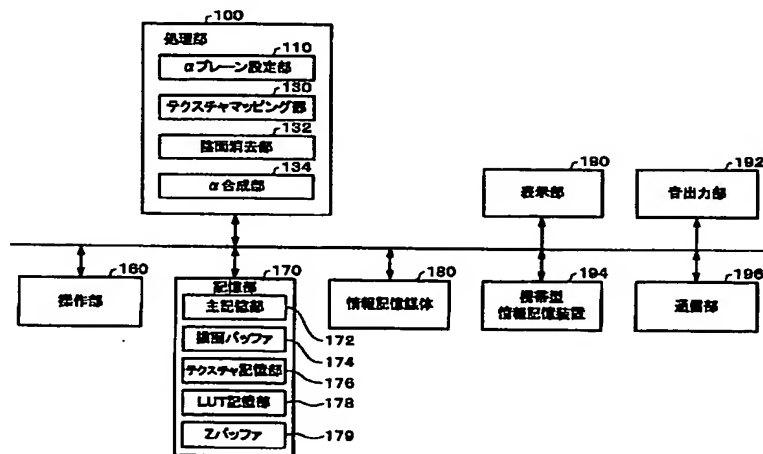 100
処理部
110
αプレーン設定部
130
テクスチャマッピング部
132
陰面消去部
134
α合成部
190
表示部
192
音出力部
160
操作部
170
記憶部
主記憶部
172
描画バッファ
174
テクスチャ記憶部
176
LUT記憶部
178
Zバッファ
179
180
情報記憶媒体
194
携帯型
情報記憶装置
196
通信部